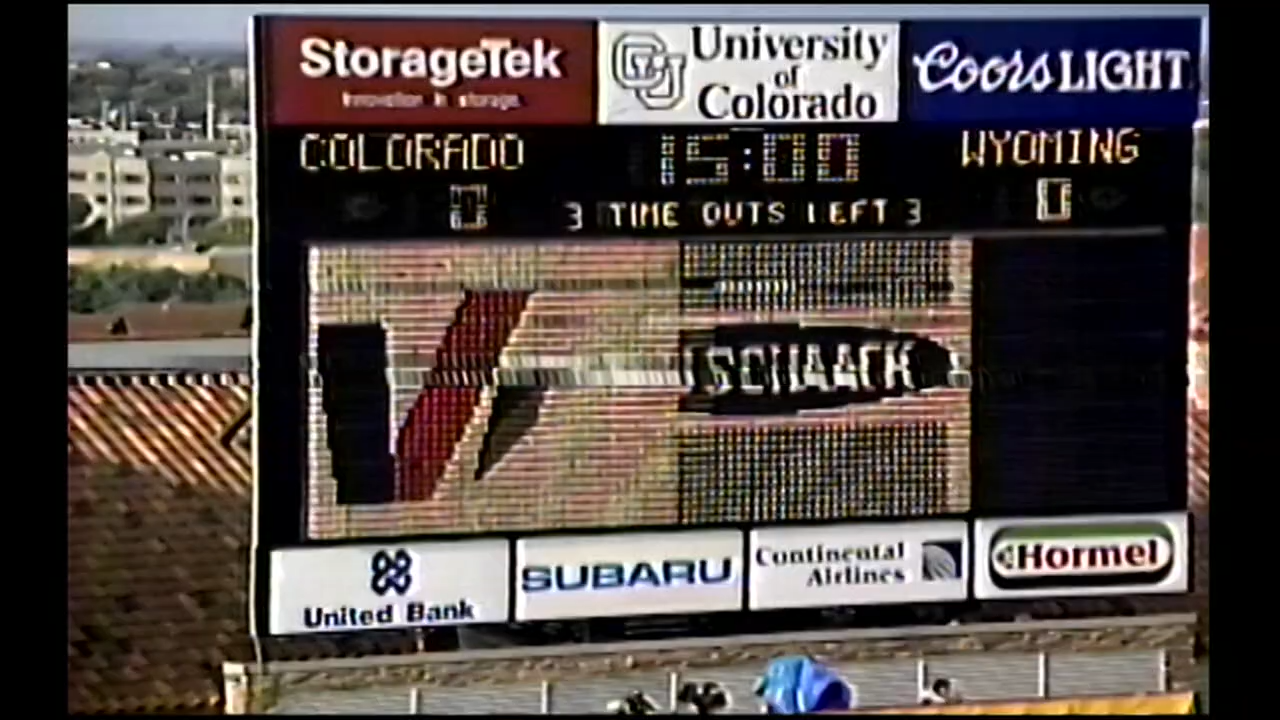 StorageTek
Innovation in storage.
CU
University
of
Colorado
Coors LIGHT
COLORADO
15:00
WYOMING
0
3 TIME OUTS LEFT 3
0
SCHAACK
United Bank
SUBARU
Continental
Airlines
Hormel